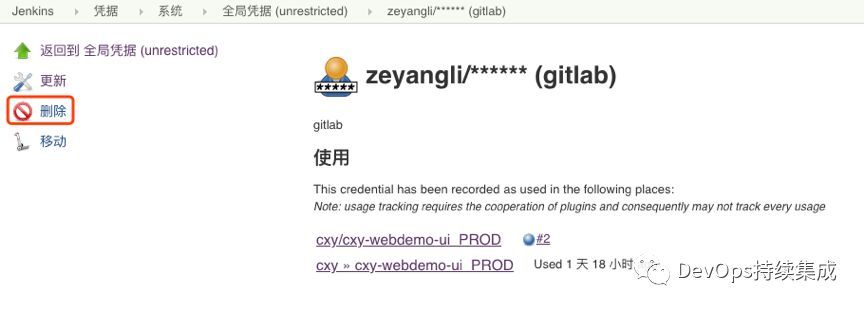 Jenkins 凭据 系统 全局凭据 (unrestricted) zeyangli/****** (gitlab)
返回到 全局凭据 (unrestricted)
更新
删除
移动
***** zeyangli/****** (gitlab)
gitlab
使用
This credential has been recorded as used in the following places:
Note: usage tracking requires the cooperation of plugins and consequently may not track every usage
cxy/cxy-webdemo-ui_PROD #2
cxy » cxy-webdemo-ui_PROD Used 1 天 18 小时
DevOps持续集成